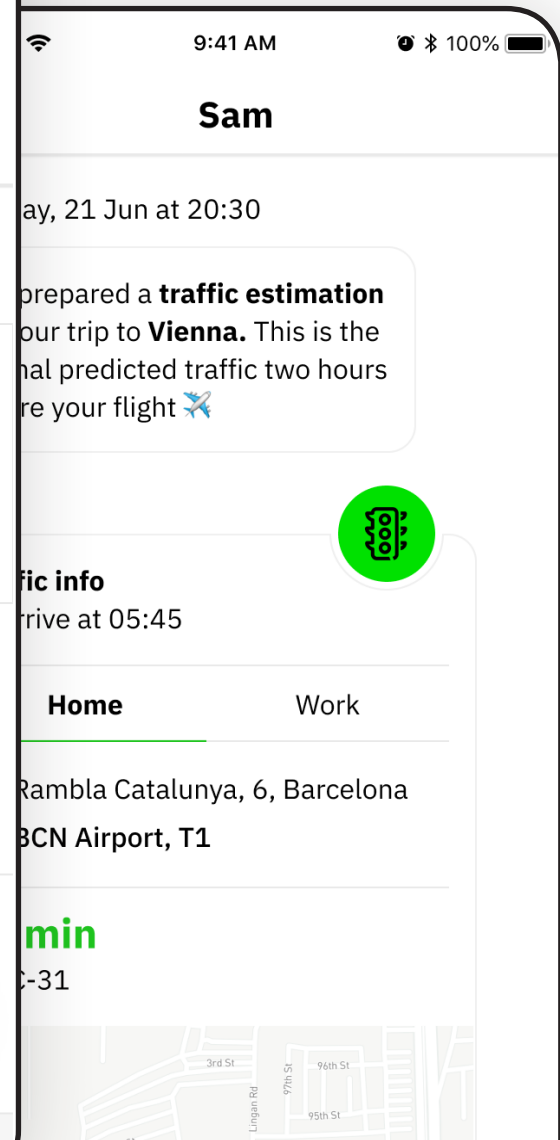 9:41 AM 100%
Sam
ay, 21 Jun at 20:30
prepared a traffic estimation
our trip to Vienna. This is the
nal predicted traffic two hours
re your flight ✈️
fic info
rrive at 05:45
Home Work
Rambla Catalunya, 6, Barcelona
BCN Airport, T1
min
C-31
3rd St
97th St
96th St
Lingan Rd
95th St